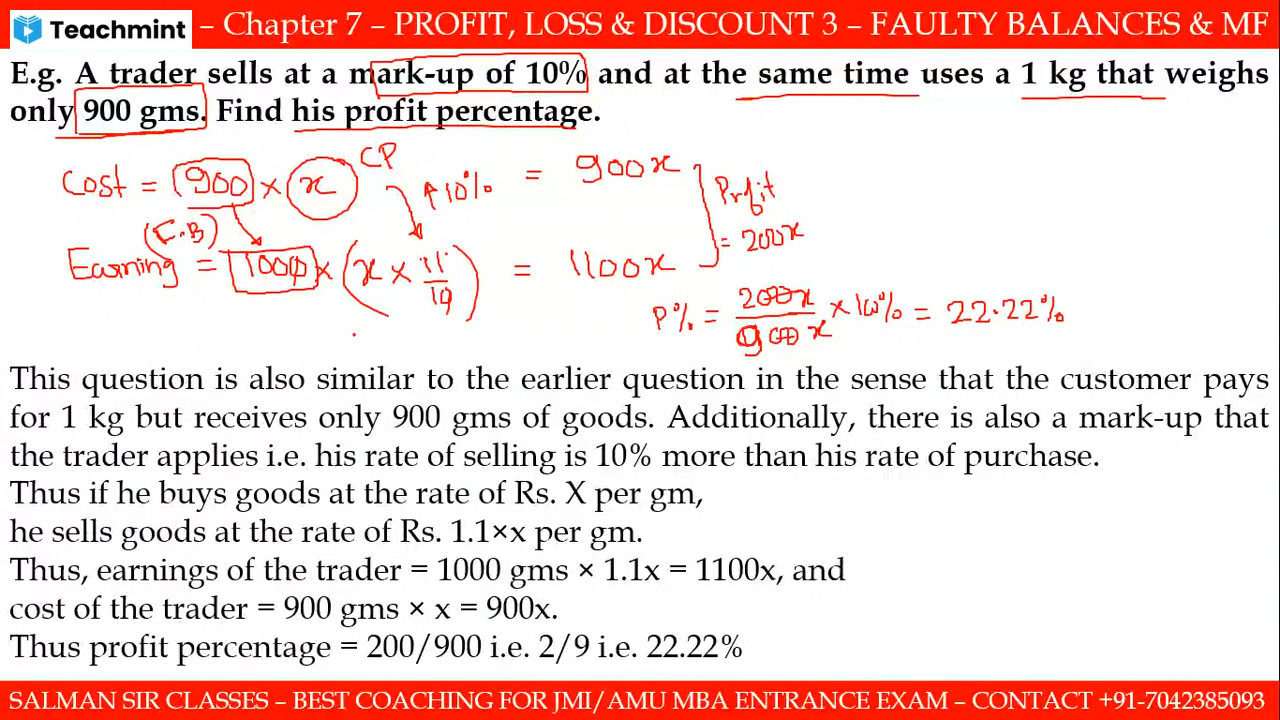 Teachmint – Chapter 7 – PROFIT, LOSS & DISCOUNT 3 – FAULTY BALANCES & MF
E.g. A trader sells at a mark-up of 10% and at the same time uses a 1 kg that weighs
only 900 gms. Find his profit percentage.
Cost = 900 × x CP ↑10% = 900x
(F.B) Profit = 200x
Earning = 1000 × (x × 11/10) = 1100x
P% = 200x/900x × 100% = 22.22%
This question is also similar to the earlier question in the sense that the customer pays
for 1 kg but receives only 900 gms of goods. Additionally, there is also a mark-up that
the trader applies i.e. his rate of selling is 10% more than his rate of purchase.
Thus if he buys goods at the rate of Rs. X per gm,
he sells goods at the rate of Rs. 1.1×x per gm.
Thus, earnings of the trader = 1000 gms × 1.1x = 1100x, and
cost of the trader = 900 gms × x = 900x.
Thus profit percentage = 200/900 i.e. 2/9 i.e. 22.22%
SALMAN SIR CLASSES – BEST COACHING FOR JMI/AMU MBA ENTRANCE EXAM – CONTACT +91-7042385093